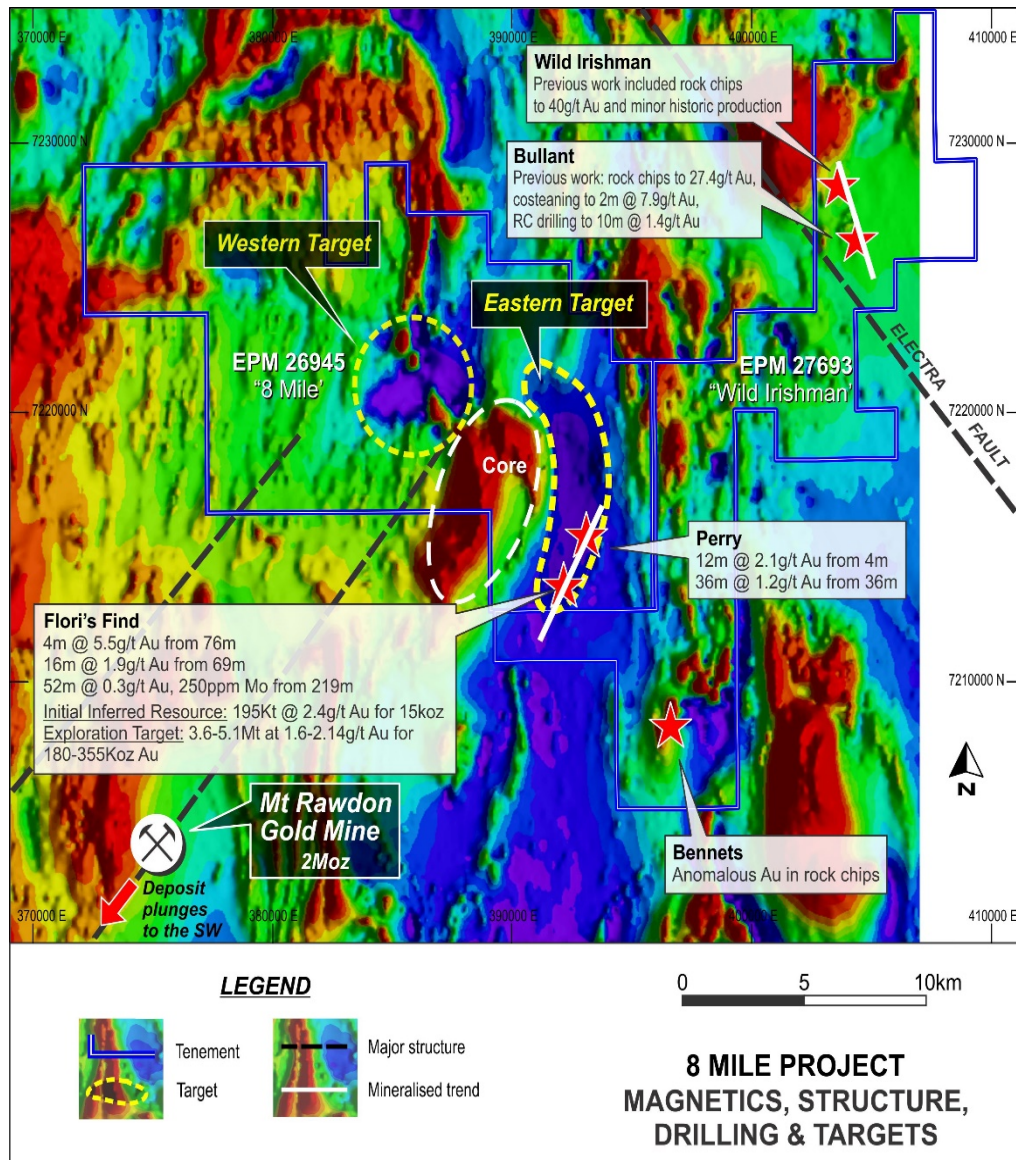 370000 E
380000 E
390000 E
400000 E
410000 E
Wild Irishman
Previous work included rock chips
to 40g/t Au and minor historic production
7230000 N
7230000 N
Bullant
Previous work: rock chips to 27.4g/t Au,
costeaning to 2m @ 7.9g/t Au,
RC drilling to 10m @ 1.4g/t Au
Western Target
Eastern Target
EPM 26945
"8 Mile'
EPM 27693
"Wild Irishman'
ELECTRA
FAULT
7220000 N
7220000 N
Core
Perry
12m @ 2.1g/t Au from 4m
36m @ 1.2g/t Au from 36m
Flori's Find
4m @ 5.5g/t Au from 76m
16m @ 1.9g/t Au from 69m
52m @ 0.3g/t Au, 250ppm Mo from 219m
Initial Inferred Resource: 195Kt @ 2.4g/t Au for 15koz
Exploration Target: 3.6-5.1Mt at 1.6-2.14g/t Au for
180-355Koz Au
7210000 N
N
Mt Rawdon
Gold Mine
2Moz
Bennets
Anomalous Au in rock chips
Deposit
plunges
to the SW
370000 E
380000 E
390000 E
400000 E
410000 E
LEGEND
Tenement
Target
Major structure
Mineralised trend
0 5 10km
8 MILE PROJECT
MAGNETICS, STRUCTURE,
DRILLING & TARGETS